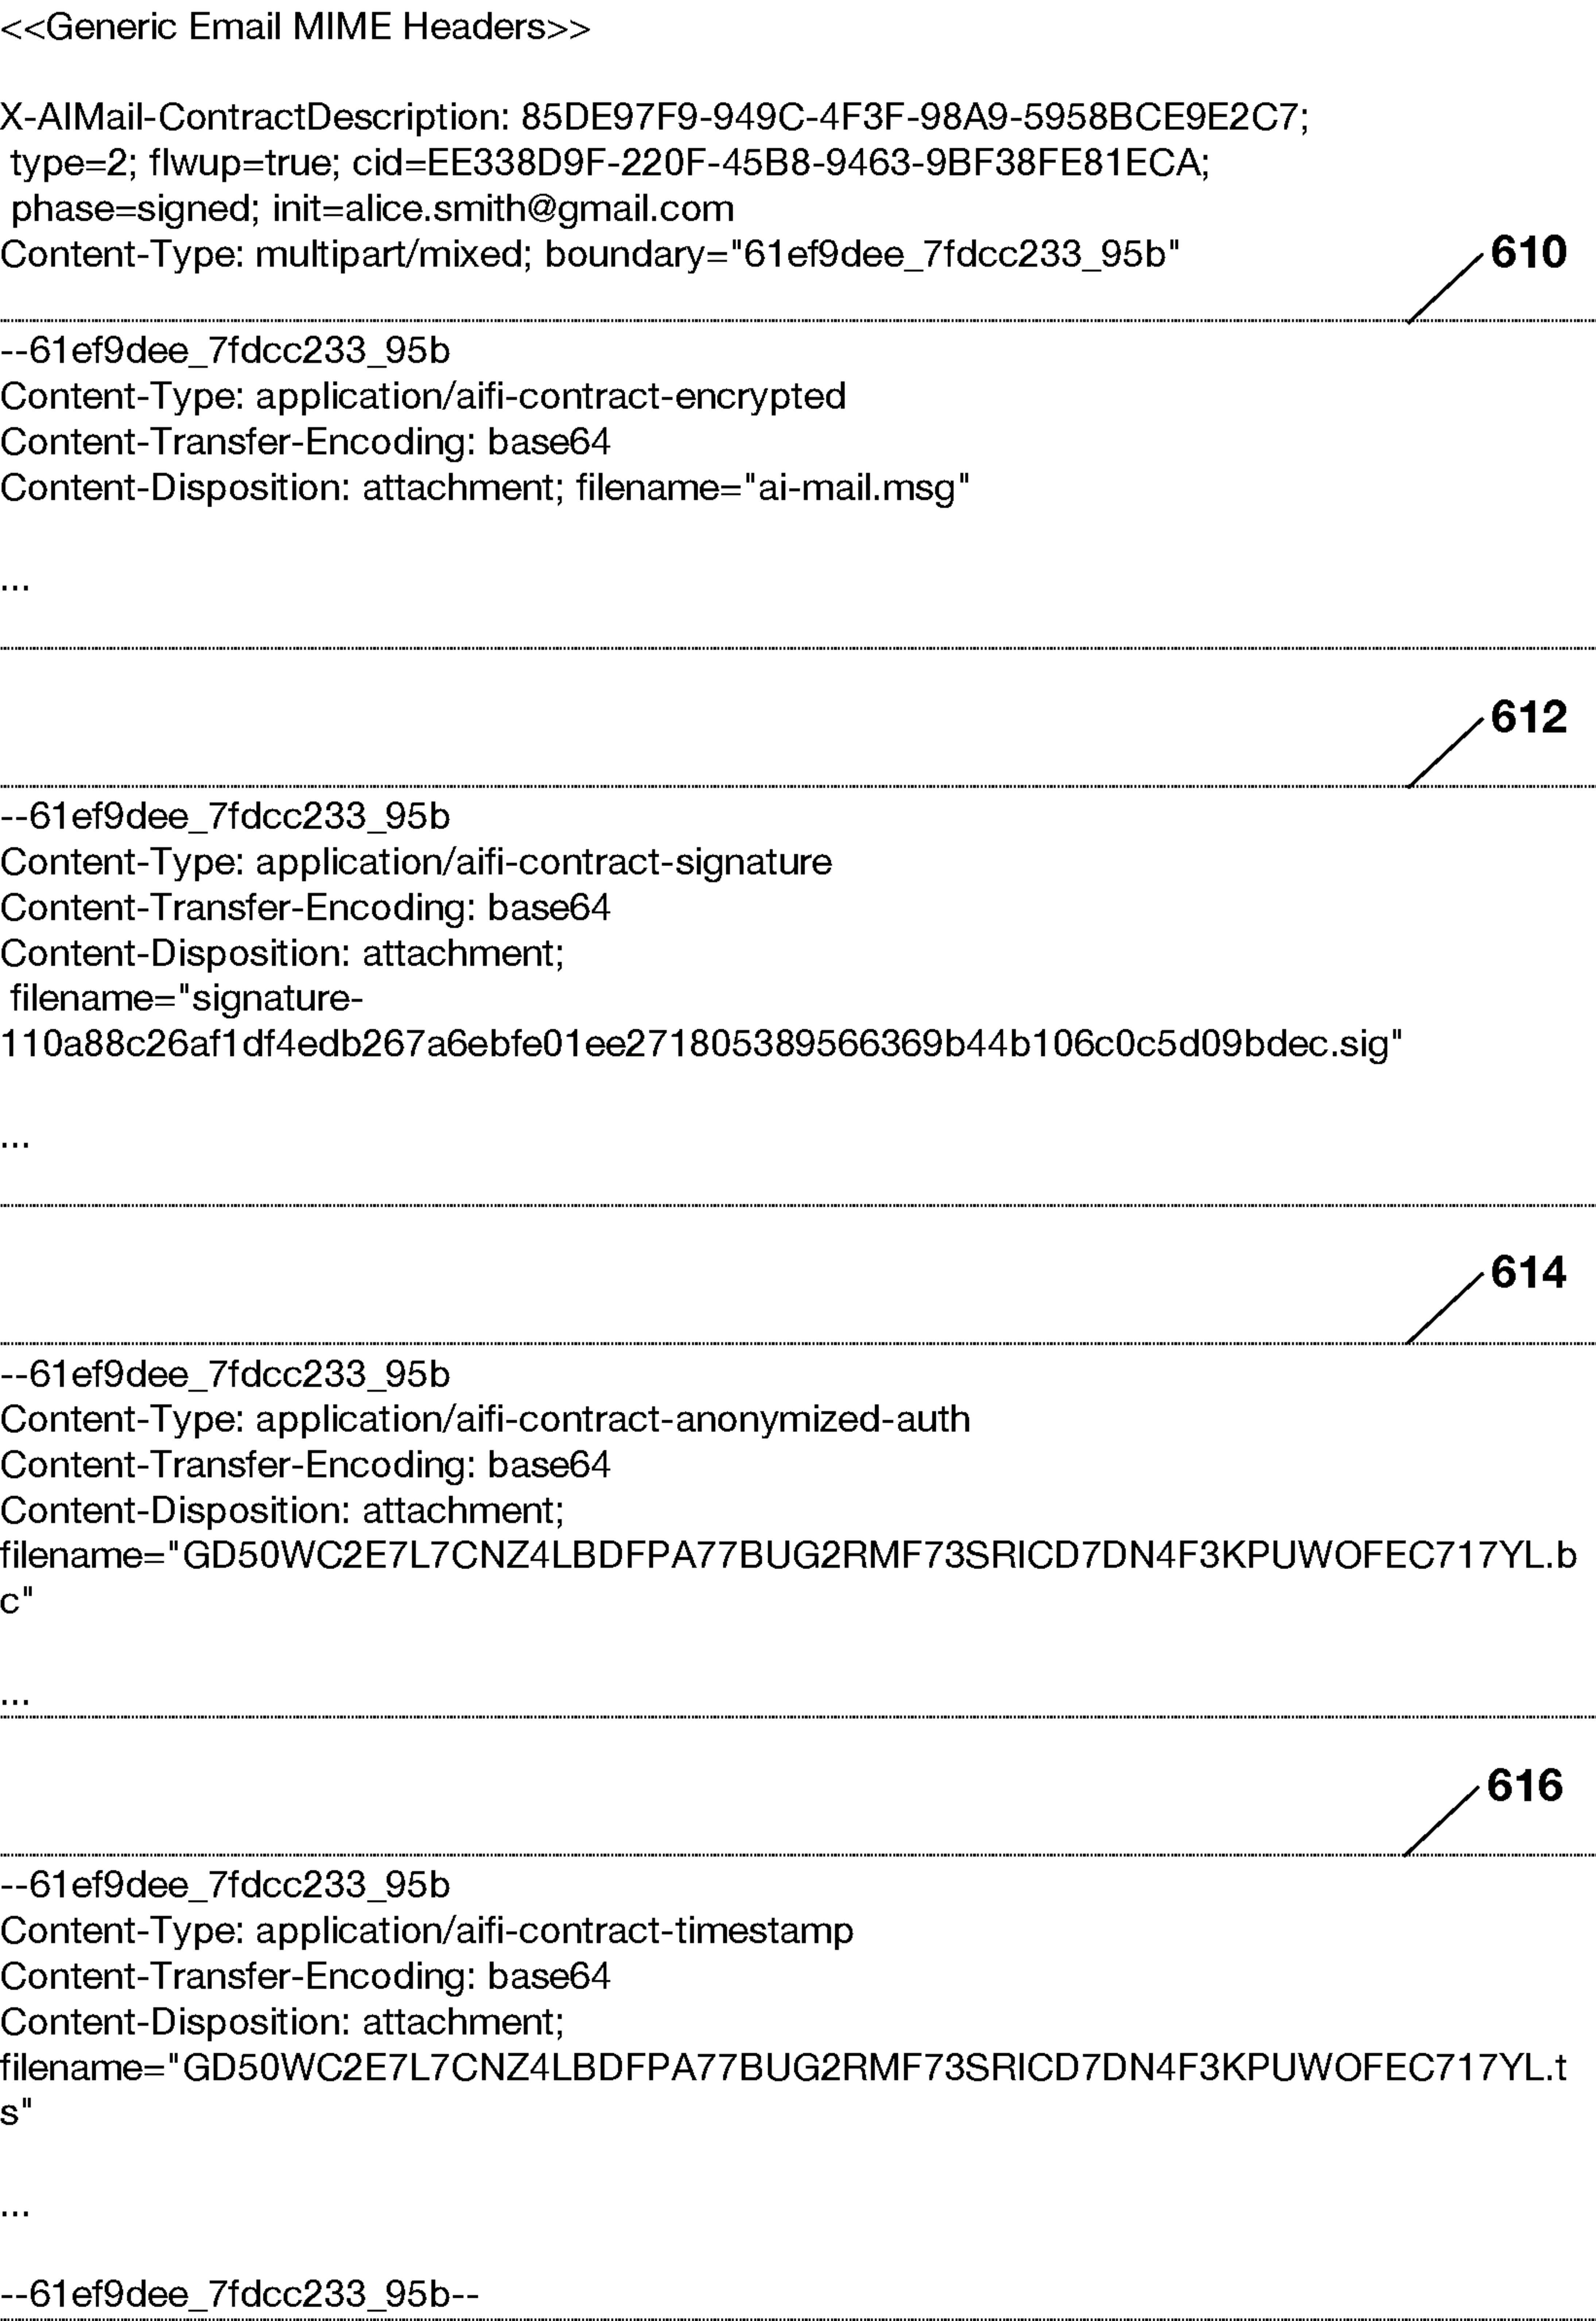 <<Generic Email MIME Headers>>
X-AIMail-ContractDescription: 85DE97F9-949C-4F3F-98A9-5958BCE9E2C7;
type=2; flwup=true; cid=EE338D9F-220F-45B8-9463-9BF38FE81ECA;
phase=signed; init=alice.smith@gmail.com
Content-Type: multipart/mixed; boundary="61ef9dee_7fdcc233_95b"
610
--61ef9dee_7fdcc233_95b
Content-Type: application/aifi-contract-encrypted
Content-Transfer-Encoding: base64
Content-Disposition: attachment; filename="ai-mail.msg"
...
612
--61ef9dee_7fdcc233_95b
Content-Type: application/aifi-contract-signature
Content-Transfer-Encoding: base64
Content-Disposition: attachment;
filename="signature-
110a88c26af1df4edb267a6ebfe01ee271805389566369b44b106c0c5d09bdec.sig"
...
614
--61ef9dee_7fdcc233_95b
Content-Type: application/aifi-contract-anonymized-auth
Content-Transfer-Encoding: base64
Content-Disposition: attachment;
filename="GD50WC2E7L7CNZ4LBDFPA77BUG2RMF73SRICD7DN4F3KPUWOFEC717YL.b
c"
...
616
--61ef9dee_7fdcc233_95b
Content-Type: application/aifi-contract-timestamp
Content-Transfer-Encoding: base64
Content-Disposition: attachment;
filename="GD50WC2E7L7CNZ4LBDFPA77BUG2RMF73SRICD7DN4F3KPUWOFEC717YL.t
s"
...
--61ef9dee_7fdcc233_95b--